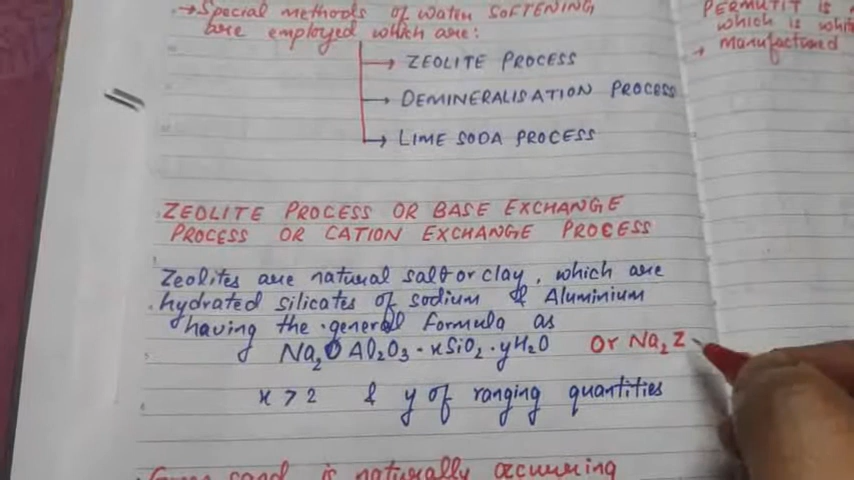 → Special methods of water SOFTENING
are employed which are:
→ ZEOLITE PROCESS
→ DEMINERALISATION PROCESS
→ LIME SODA PROCESS
ZEOLITE PROCESS OR BASE EXCHANGE
PROCESS OR CATION EXCHANGE PROCESS
Zeolites are natural salt or clay, which are
hydrated silicates of sodium & Aluminium
having the general formula as
Na₂O Al₂O₃ · xSiO₂ · yH₂O Or Na₂Z
x > 2 & y of ranging quantities
sand is naturally occurring
PERMUTIT is
which is
→ manufactured